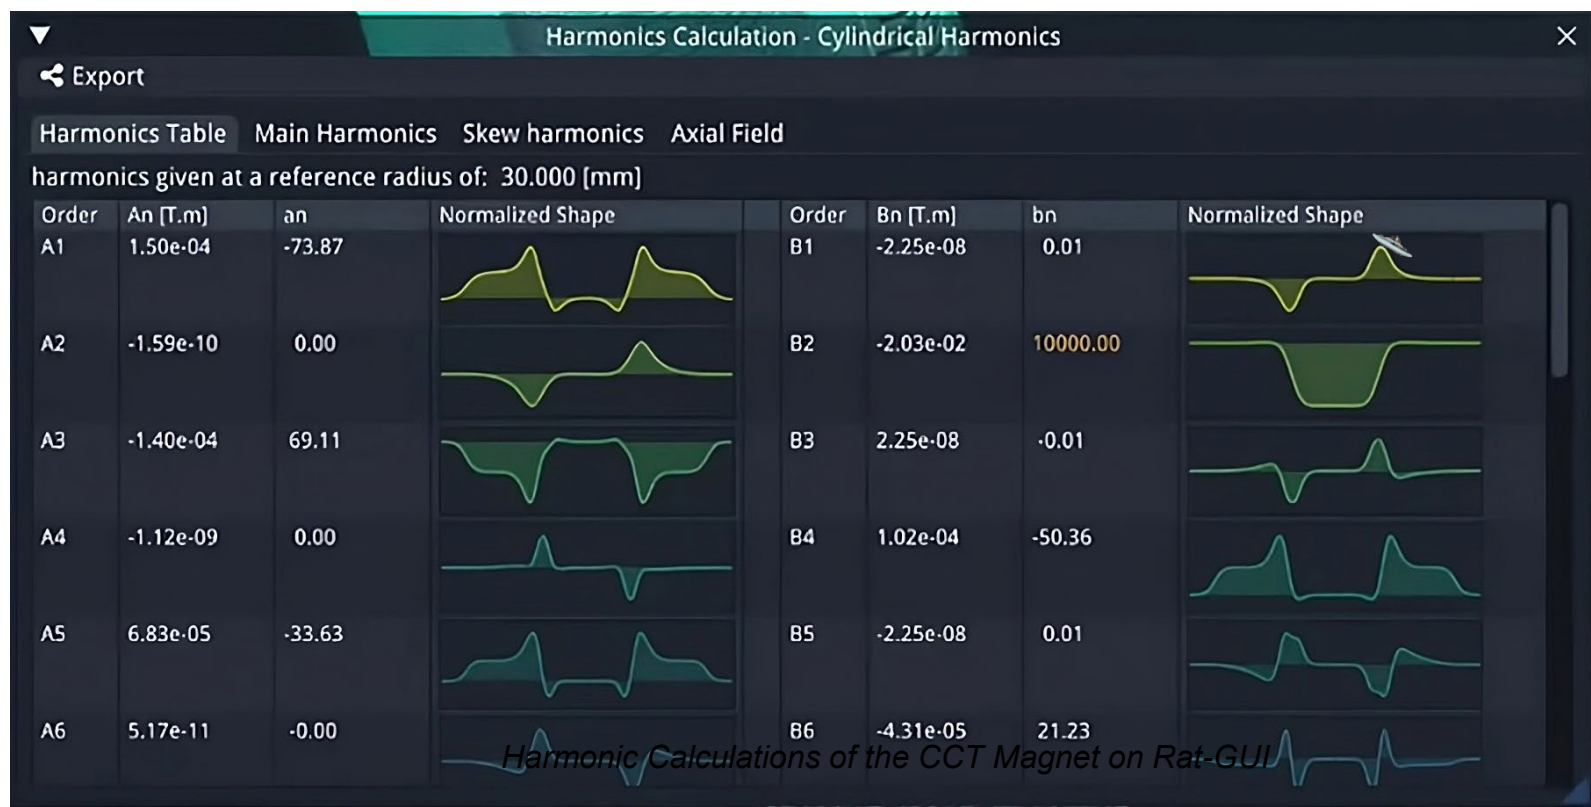 Harmonics Calculation - Cylindrical Harmonics
Export
Harmonics Table Main Harmonics Skew harmonics Axial Field
harmonics given at a reference radius of: 30.000 [mm]
Order An [T.m] an Normalized Shape Order Bn [T.m] bn Normalized Shape
A1 1.50e-04 -73.87 B1 -2.25e-08 0.01
A2 -1.59e-10 0.00 B2 -2.03e-02 10000.00
A3 -1.40e-04 69.11 B3 2.25e-08 -0.01
A4 -1.12e-09 0.00 B4 1.02e-04 -50.36
A5 6.83e-05 -33.63 B5 -2.25e-08 0.01
A6 5.17e-11 -0.00 B6 -4.31e-05 21.23
Harmonic Calculations of the CCT Magnet on Rat-GUI